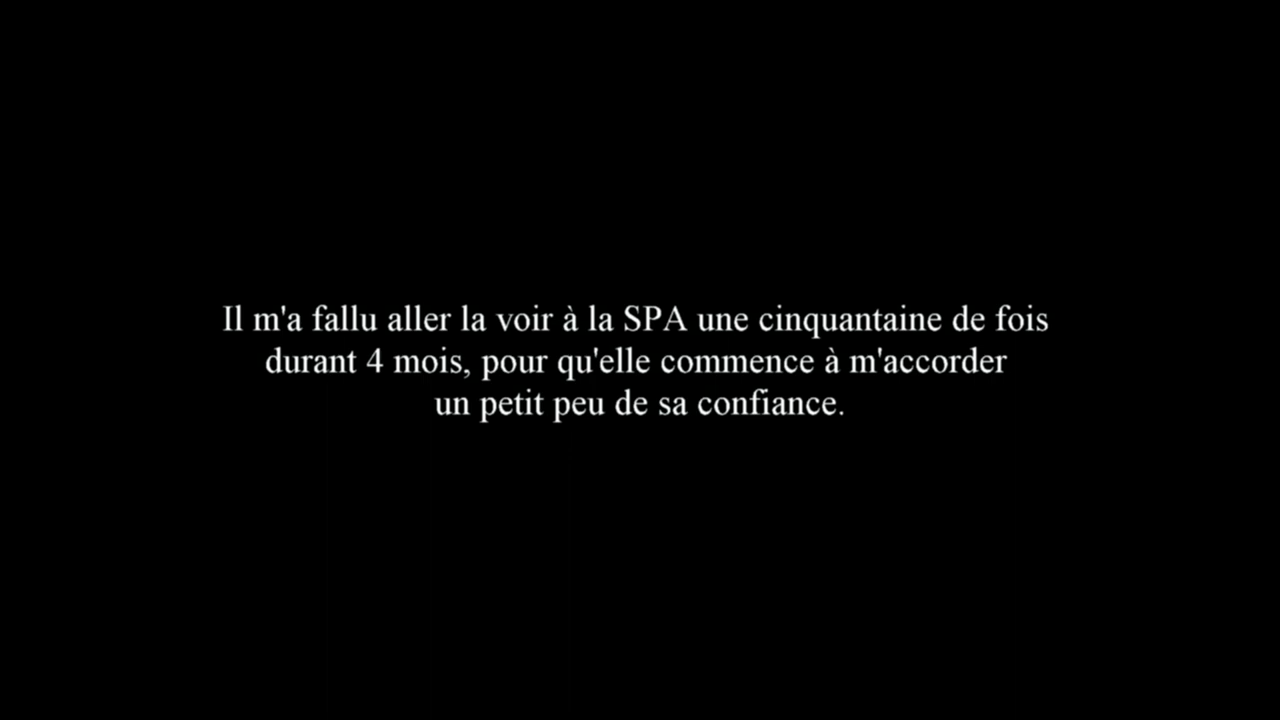 Il m'a fallu aller la voir à la SPA une cinquantaine de fois
durant 4 mois, pour qu'elle commence à m'accorder
un petit peu de sa confiance.